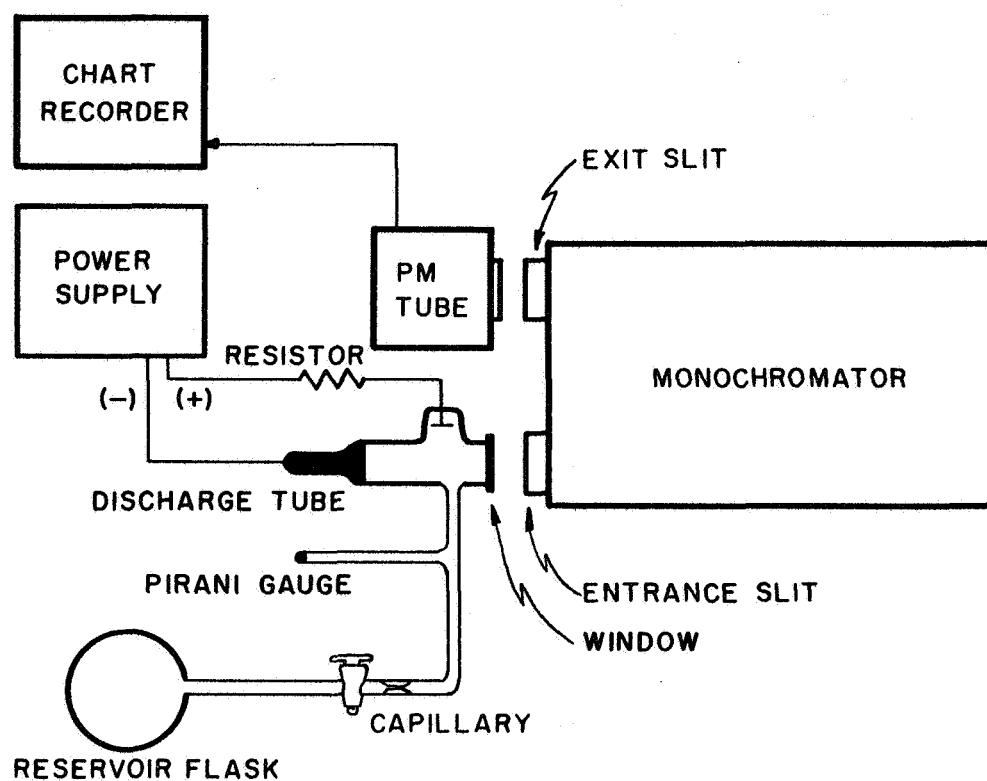 CHART
RECORDER
EXIT SLIT
POWER
SUPPLY
PM
TUBE
RESISTOR
MONOCHROMATOR
(−)
(+)
DISCHARGE TUBE
PIRANI GAUGE
ENTRANCE SLIT
WINDOW
CAPILLARY
RESERVOIR FLASK